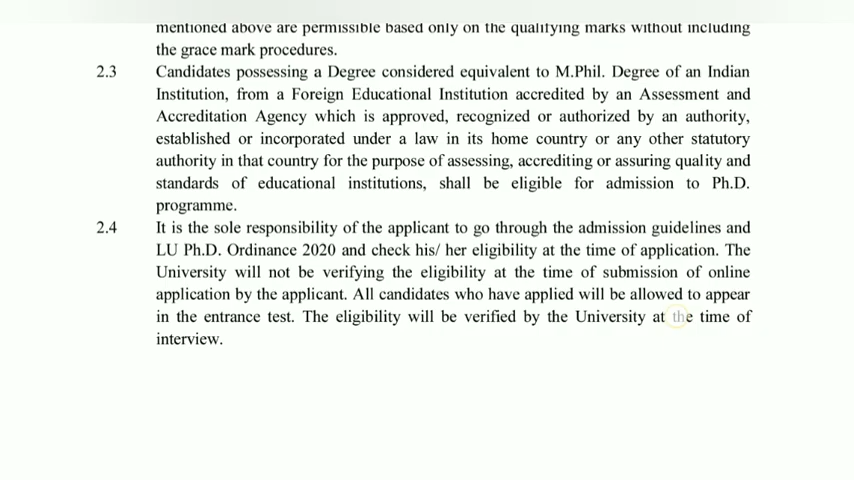 mentioned above are permissible based only on the qualifying marks without including
the grace mark procedures.
2.3 Candidates possessing a Degree considered equivalent to M.Phil. Degree of an Indian
Institution, from a Foreign Educational Institution accredited by an Assessment and
Accreditation Agency which is approved, recognized or authorized by an authority,
established or incorporated under a law in its home country or any other statutory
authority in that country for the purpose of assessing, accrediting or assuring quality and
standards of educational institutions, shall be eligible for admission to Ph.D.
programme.
2.4 It is the sole responsibility of the applicant to go through the admission guidelines and
LU Ph.D. Ordinance 2020 and check his/ her eligibility at the time of application. The
University will not be verifying the eligibility at the time of submission of online
application by the applicant. All candidates who have applied will be allowed to appear
in the entrance test. The eligibility will be verified by the University at the time of
interview.